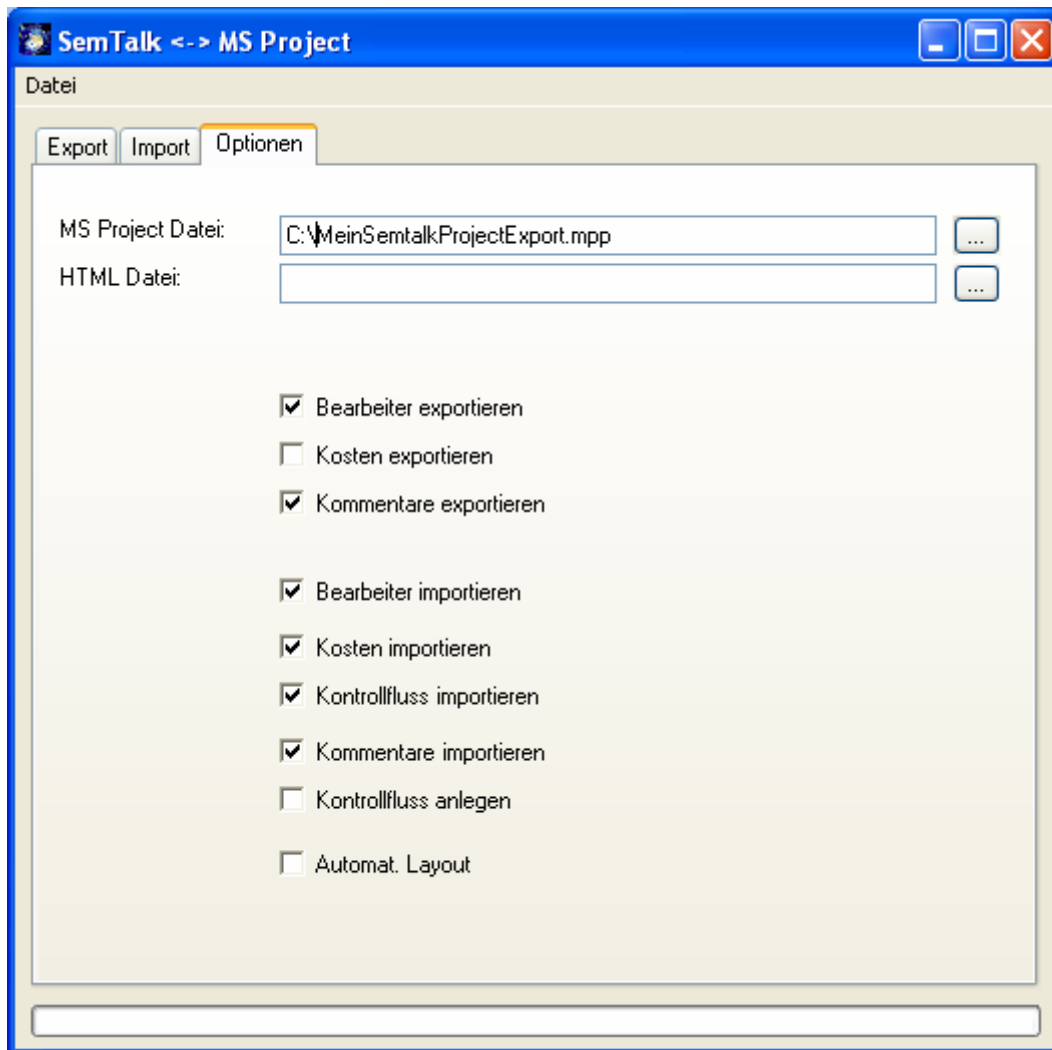 SemTalk <-> MS Project
Datei
Export Import Optionen
MS Project Datei: C:\MeinSemtalkProjectExport.mpp ...
HTML Datei: ...
Bearbeiter exportieren
Kosten exportieren
Kommentare exportieren
Bearbeiter importieren
Kosten importieren
Kontrollfluss importieren
Kommentare importieren
Kontrollfluss anlegen
Automat. Layout